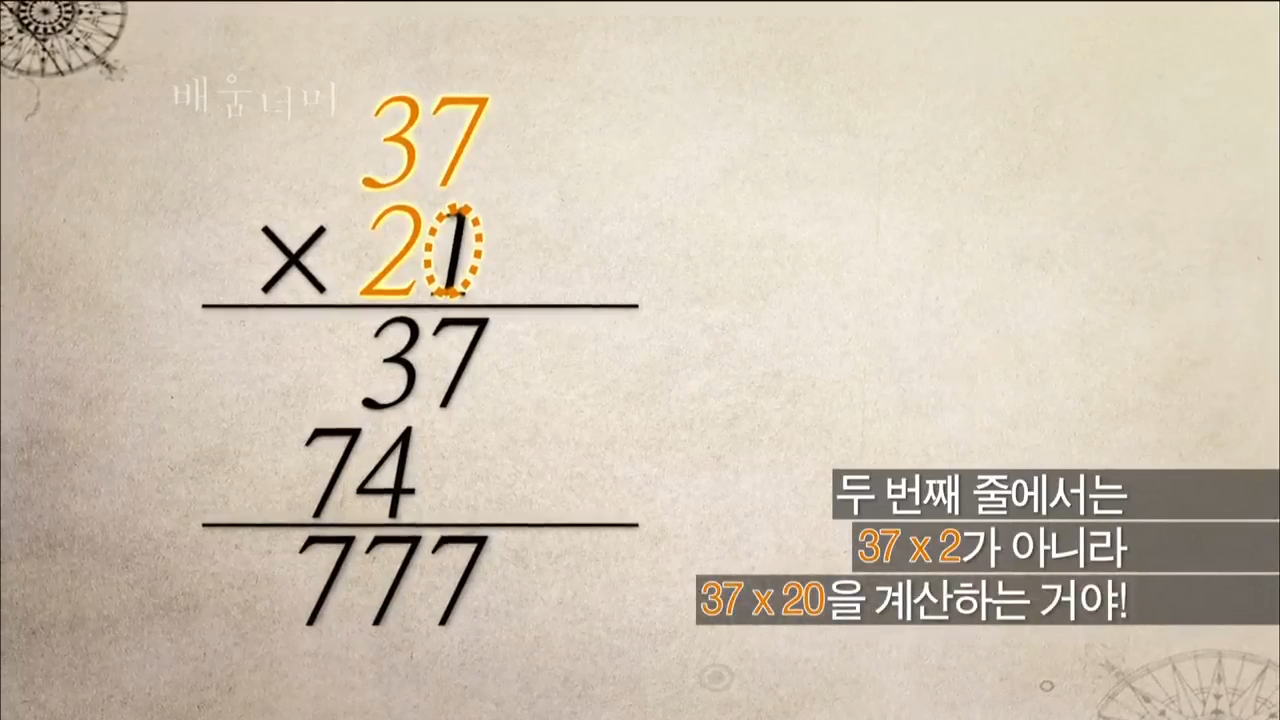 배움너머
37
× 21
37
74
777
두 번째 줄에서는
37 x 2가 아니라
37 x 20을 계산하는 거야!